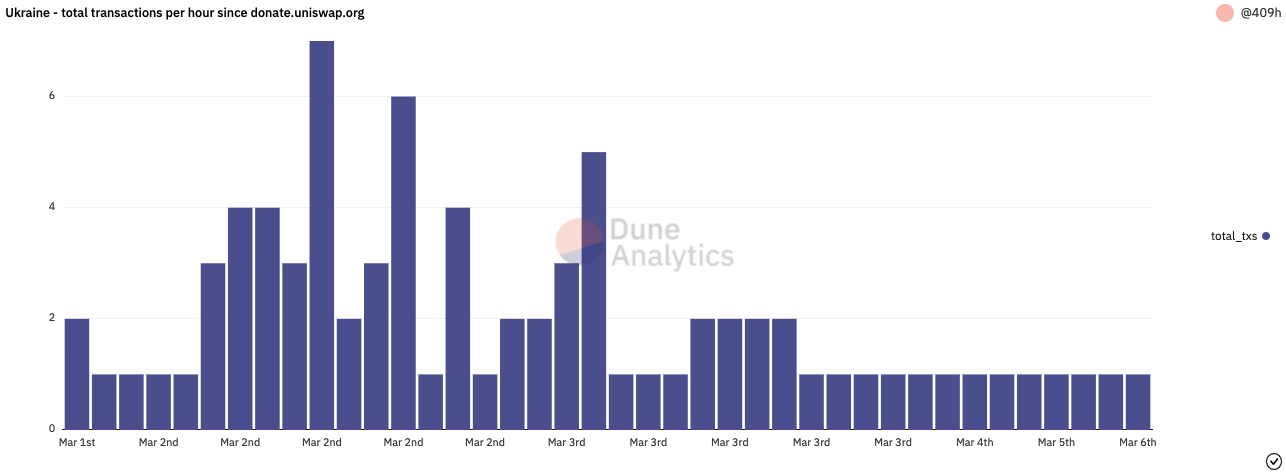 Ukraine - total transactions per hour since donate.uniswap.org
@409h
6
4
2
0
Dune
Analytics
total_txs
Mar 1st Mar 2nd Mar 2nd Mar 2nd Mar 2nd Mar 2nd Mar 3rd Mar 3rd Mar 3rd Mar 3rd Mar 3rd Mar 4th Mar 5th Mar 6th